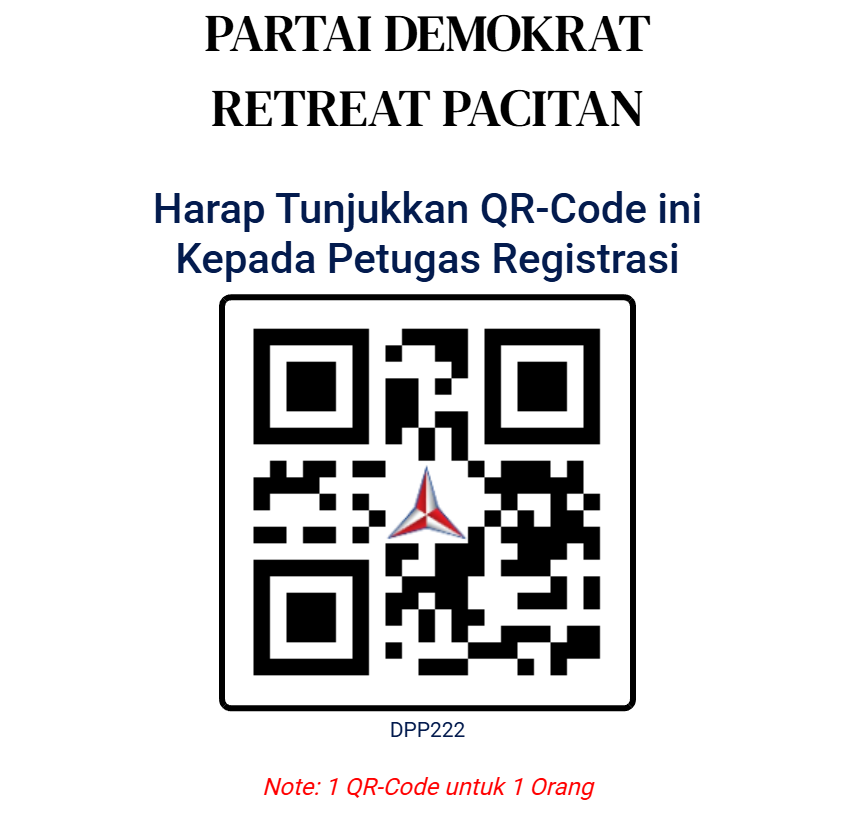 PARTAI DEMOKRAT
RETREAT PACITAN
Harap Tunjukkan QR-Code ini
Kepada Petugas Registrasi
DPP222
Note: 1 QR-Code untuk 1 Orang